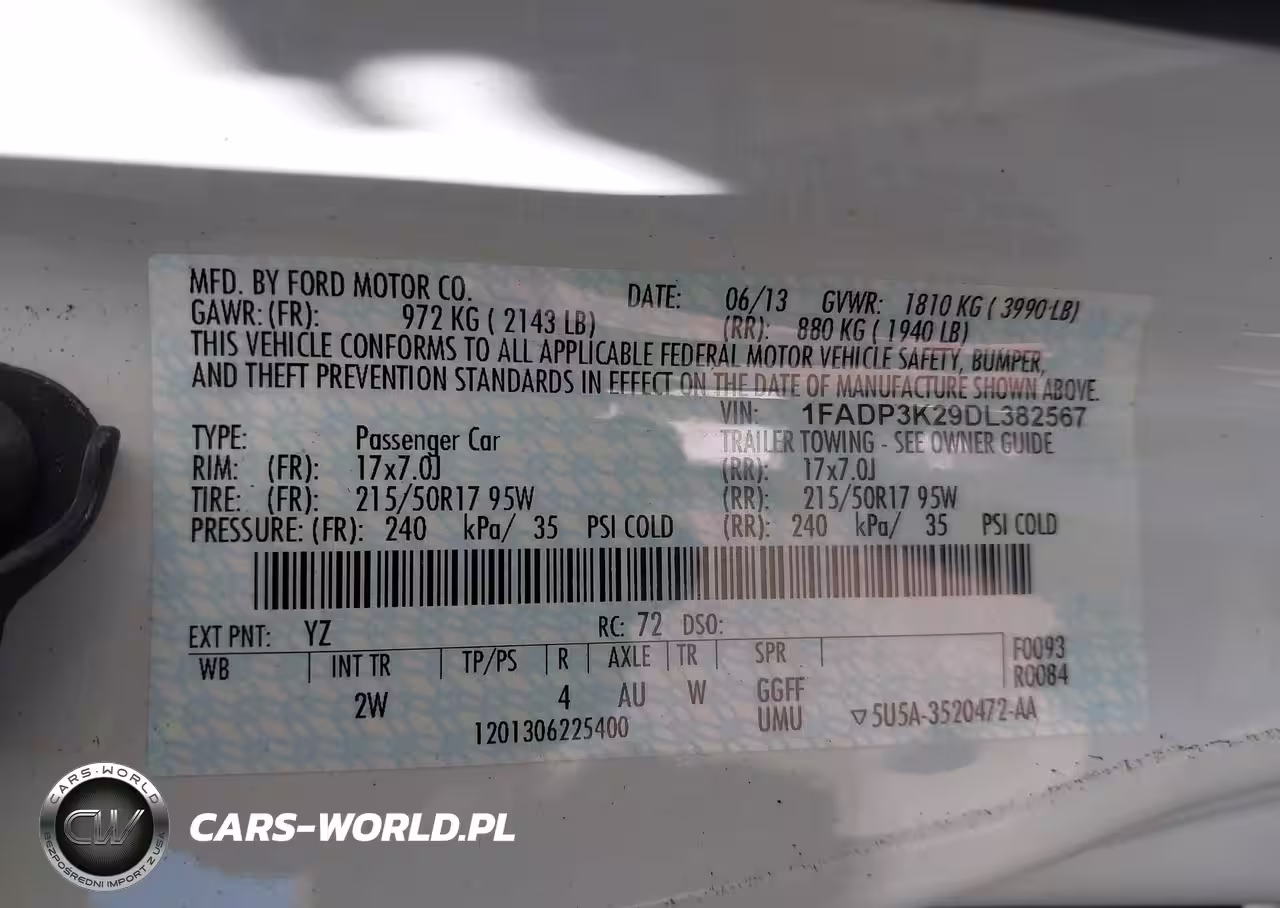 MFD. BY FORD MOTOR CO. DATE: 06/13 GVWR: 1810 KG ( 3990 LB)
GAWR: (FR): 972 KG ( 2143 LB) (RR): 880 KG ( 1940 LB)
THIS VEHICLE CONFORMS TO ALL APPLICABLE FEDERAL MOTOR VEHICLE SAFETY, BUMPER,
AND THEFT PREVENTION STANDARDS IN EFFECT ON THE DATE OF MANUFACTURE SHOWN ABOVE.
VIN: 1FADP3K29DL382567
TYPE: Passenger Car TRAILER TOWING - SEE OWNER GUIDE
RIM: (FR): 17x7.0J (RR): 17x7.0J
TIRE: (FR): 215/50R17 95W (RR): 215/50R17 95W
PRESSURE: (FR): 240 kPa/ 35 PSI COLD (RR): 240 kPa/ 35 PSI COLD
EXT PNT: YZ RC: 72 DSO:
WB INT TR TP/PS R AXLE TR SPR F0093
R0084
2W 4 AU W GGFF
1201306225400 UMU ▽5U5A-3520472-AA
CARS-WORLD
CW
BEZPOŚREDNI IMPORT Z USA
CARS-WORLD.PL